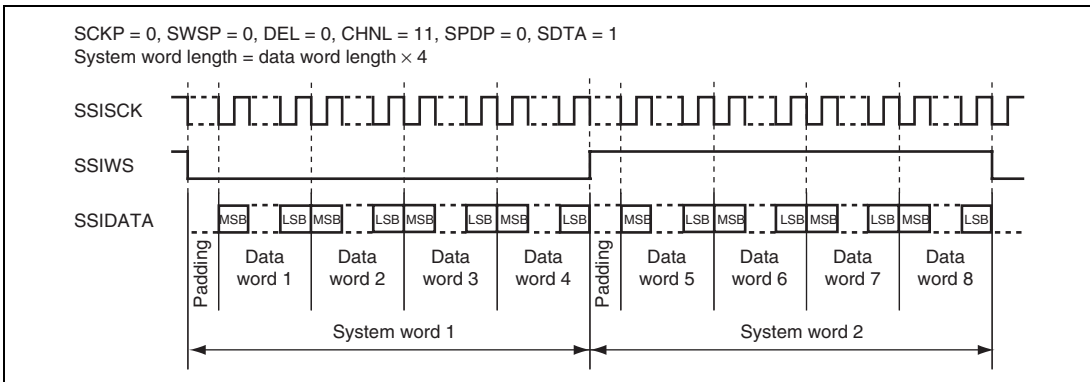 SCKP = 0, SWSP = 0, DEL = 0, CHNL = 11, SPDP = 0, SDTA = 1
System word length = data word length × 4
SSISCK
SSIWS
SSIDATA
MSB LSB MSB LSB MSB LSB MSB LSB MSB LSB MSB LSB MSB LSB MSB LSB
Padding
Data word 1
Data word 2
Data word 3
Data word 4
Padding
Data word 5
Data word 6
Data word 7
Data word 8
System word 1
System word 2